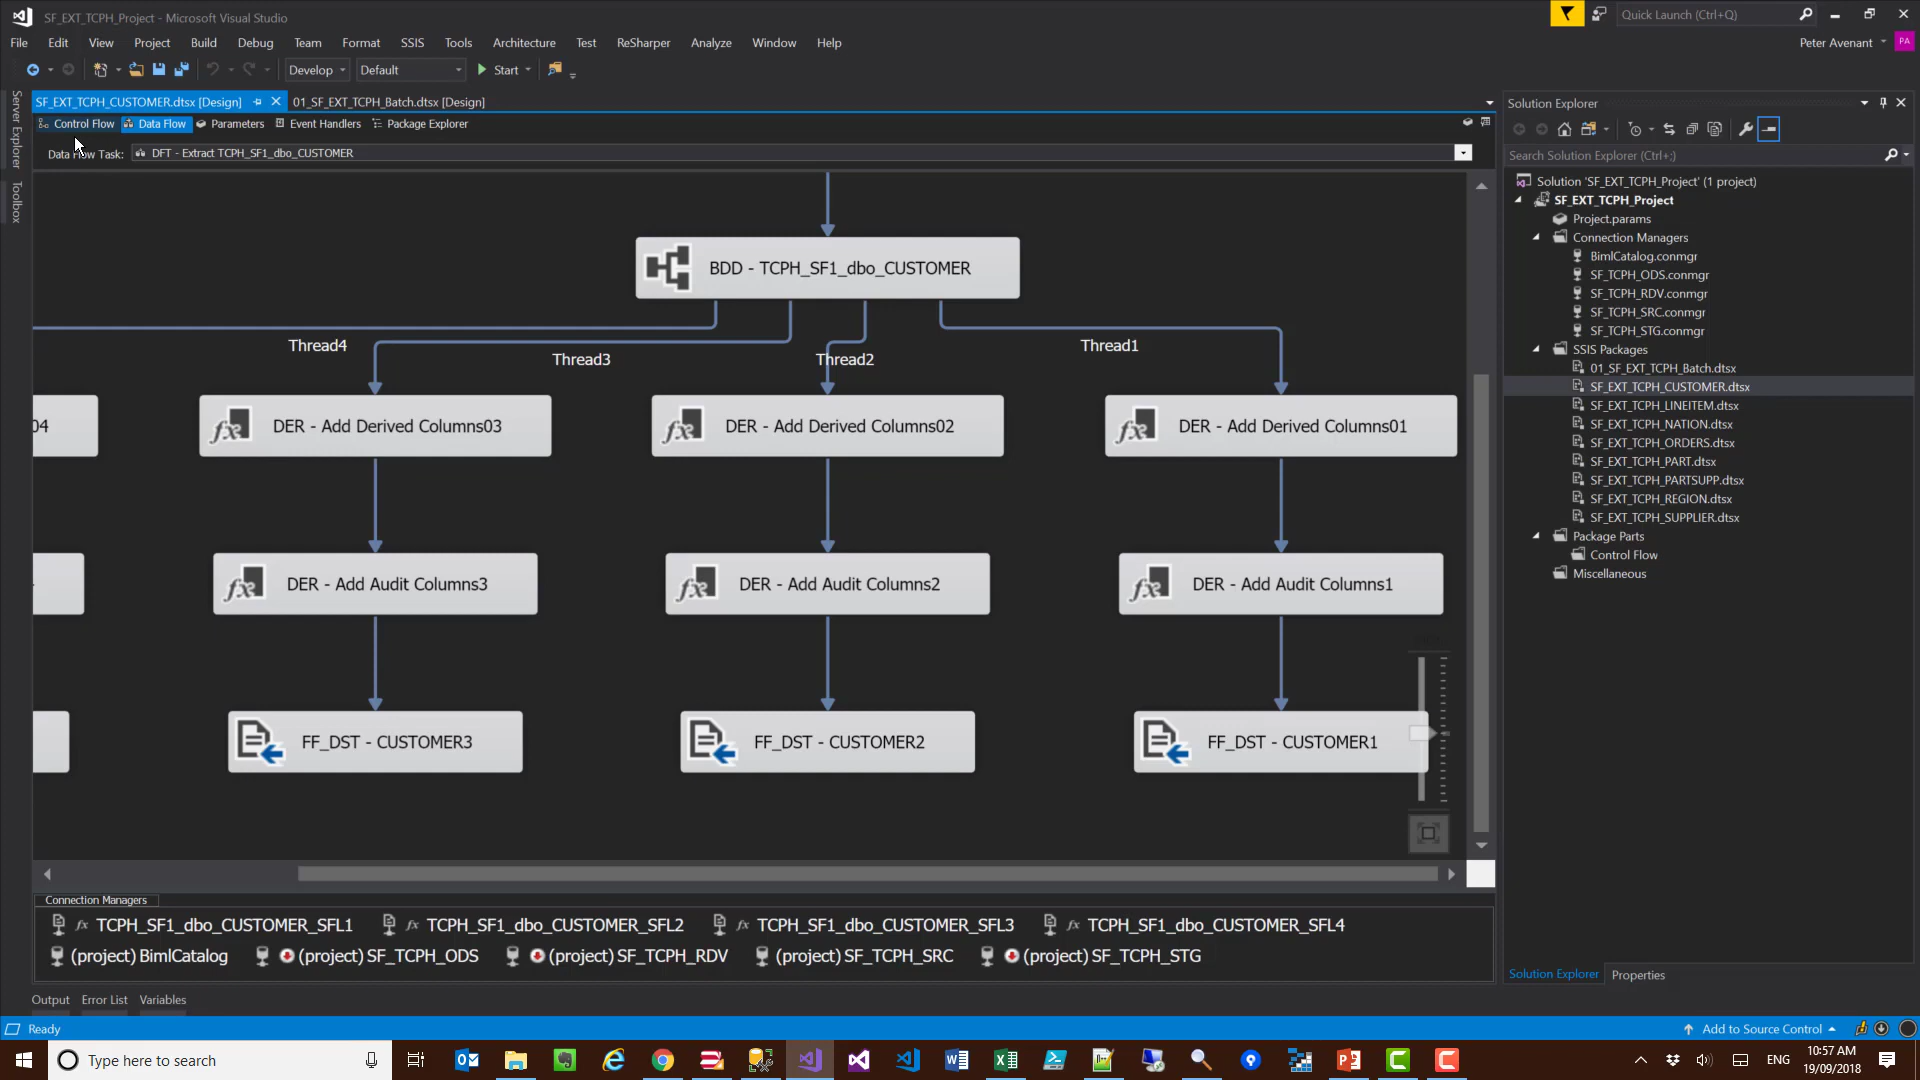 SF_EXT_TCPH_Project - Microsoft Visual Studio
Quick Launch (Ctrl+Q)
File Edit View Project Build Debug Team Format SSIS Tools Architecture Test ReSharper Analyze Window Help
Peter Avenant PA
Develop Default Start
SF_EXT_TCPH_CUSTOMER.dtsx [Design] 01_SF_EXT_TCPH_Batch.dtsx [Design]
Control Flow Data Flow Parameters Event Handlers Package Explorer
Data Flow Task: DFT - Extract TCPH_SF1_dbo_CUSTOMER
Server Explorer
Toolbox
BDD - TCPH_SF1_dbo_CUSTOMER
Thread4 Thread3 Thread2 Thread1
04 DER - Add Derived Columns03 DER - Add Derived Columns02 DER - Add Derived Columns01
DER - Add Audit Columns3 DER - Add Audit Columns2 DER - Add Audit Columns1
FF_DST - CUSTOMER3 FF_DST - CUSTOMER2 FF_DST - CUSTOMER1
Connection Managers
TCPH_SF1_dbo_CUSTOMER_SFL1 TCPH_SF1_dbo_CUSTOMER_SFL2 TCPH_SF1_dbo_CUSTOMER_SFL3 TCPH_SF1_dbo_CUSTOMER_SFL4
(project) BimlCatalog (project) SF_TCPH_ODS (project) SF_TCPH_RDV (project) SF_TCPH_SRC (project) SF_TCPH_STG
Output Error List Variables
Solution Explorer
Search Solution Explorer (Ctrl+;)
Solution 'SF_EXT_TCPH_Project' (1 project)
SF_EXT_TCPH_Project
Project.params
Connection Managers
BimlCatalog.conmgr
SF_TCPH_ODS.conmgr
SF_TCPH_RDV.conmgr
SF_TCPH_SRC.conmgr
SF_TCPH_STG.conmgr
SSIS Packages
01_SF_EXT_TCPH_Batch.dtsx
SF_EXT_TCPH_CUSTOMER.dtsx
SF_EXT_TCPH_LINEITEM.dtsx
SF_EXT_TCPH_NATION.dtsx
SF_EXT_TCPH_ORDERS.dtsx
SF_EXT_TCPH_PART.dtsx
SF_EXT_TCPH_PARTSUPP.dtsx
SF_EXT_TCPH_REGION.dtsx
SF_EXT_TCPH_SUPPLIER.dtsx
Package Parts
Control Flow
Miscellaneous
Solution Explorer Properties
Ready
Add to Source Control
Type here to search
ENG
10:57 AM
19/09/2018